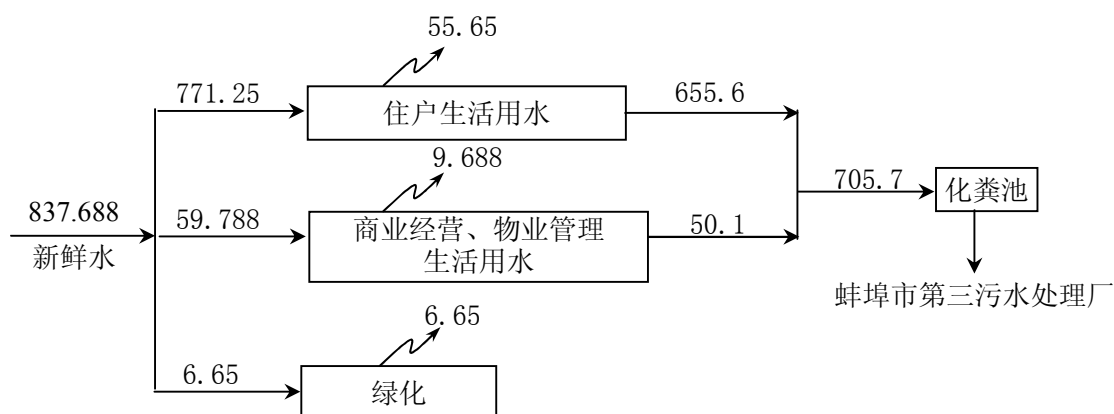 55.65
771.25
住户生活用水
655.6
9.688
837.688
新鲜水
59.788
商业经营、物业管理
生活用水
50.1
705.7
化粪池
蚌埠市第三污水处理厂
6.65
6.65
绿化